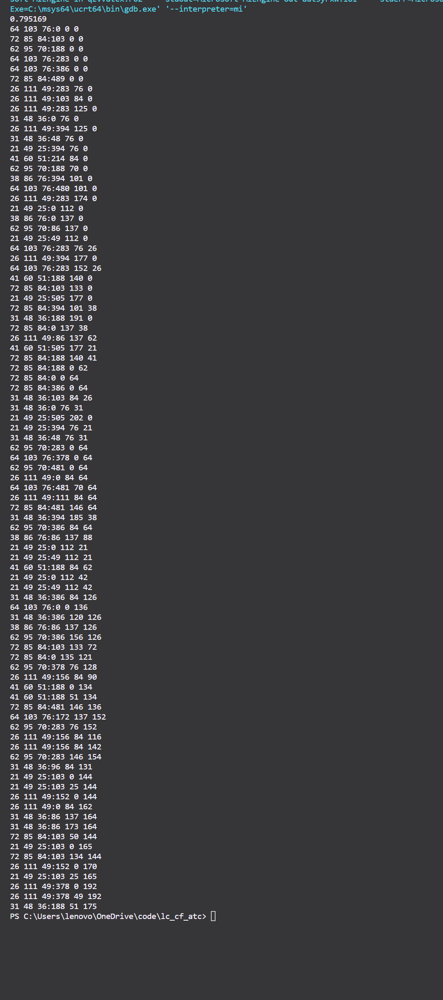 Exe=C:\msys64\ucrt64\bin\gdb.exe' '--interpreter=mi'
0.795169
64 103 76:0 0 0
72 85 84:103 0 0
62 95 70:188 0 0
64 103 76:283 0 0
64 103 76:386 0 0
72 85 84:489 0 0
26 111 49:283 76 0
26 111 49:103 84 0
26 111 49:283 125 0
31 48 36:0 76 0
26 111 49:394 125 0
31 48 36:48 76 0
21 49 25:394 76 0
41 60 51:214 84 0
62 95 70:188 70 0
38 86 76:394 101 0
64 103 76:480 101 0
26 111 49:283 174 0
21 49 25:0 112 0
38 86 76:0 137 0
62 95 70:86 137 0
21 49 25:49 112 0
64 103 76:283 76 26
26 111 49:394 177 0
64 103 76:283 152 26
41 60 51:188 140 0
72 85 84:103 133 0
21 49 25:505 177 0
72 85 84:394 101 38
31 48 36:188 191 0
72 85 84:0 137 38
26 111 49:86 137 62
41 60 51:505 177 21
72 85 84:188 140 41
72 85 84:188 0 62
72 85 84:0 0 64
72 85 84:386 0 64
31 48 36:103 84 26
31 48 36:0 76 31
21 49 25:505 202 0
21 49 25:394 76 21
31 48 36:48 76 31
62 95 70:283 0 64
64 103 76:378 0 64
62 95 70:481 0 64
26 111 49:0 84 64
64 103 76:481 70 64
26 111 49:111 84 64
72 85 84:481 146 64
31 48 36:394 185 38
62 95 70:386 84 64
38 86 76:86 137 88
21 49 25:0 112 21
21 49 25:49 112 21
41 60 51:188 84 62
21 49 25:0 112 42
21 49 25:49 112 42
31 48 36:386 84 126
64 103 76:0 0 136
31 48 36:386 120 126
38 86 76:86 137 126
62 95 70:386 156 126
72 85 84:103 133 72
72 85 84:0 135 121
62 95 70:378 76 128
26 111 49:156 84 90
41 60 51:188 0 134
41 60 51:188 51 134
72 85 84:481 146 136
64 103 76:172 137 152
62 95 70:283 76 152
26 111 49:156 84 116
26 111 49:156 84 142
62 95 70:283 146 154
31 48 36:96 84 131
21 49 25:103 0 144
21 49 25:103 25 144
26 111 49:152 0 144
26 111 49:0 84 162
31 48 36:86 137 164
31 48 36:86 173 164
72 85 84:103 50 144
21 49 25:103 0 165
72 85 84:103 134 144
26 111 49:152 0 170
21 49 25:103 25 165
26 111 49:378 0 192
26 111 49:378 49 192
31 48 36:188 51 175
PS C:\Users\lenovo\OneDrive\code\lc_cf_atc>